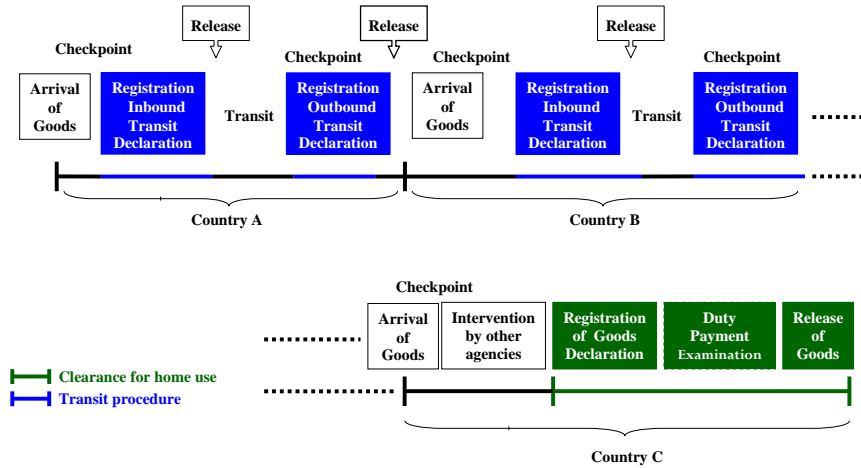 Release
Release
Release
Checkpoint
Checkpoint
Checkpoint
Checkpoint
Arrival
of
Goods
Registration
Inbound
Transit
Declaration
Transit
Registration
Outbound
Transit
Declaration
Arrival
of
Goods
Registration
Inbound
Transit
Declaration
Transit
Registration
Outbound
Transit
Declaration
Country A
Country B
Checkpoint
Arrival
of
Goods
Intervention
by other
agencies
Registration
of Goods
Declaration
Duty
Payment
Examination
Release
of
Goods
Clearance for home use
Transit procedure
Country C